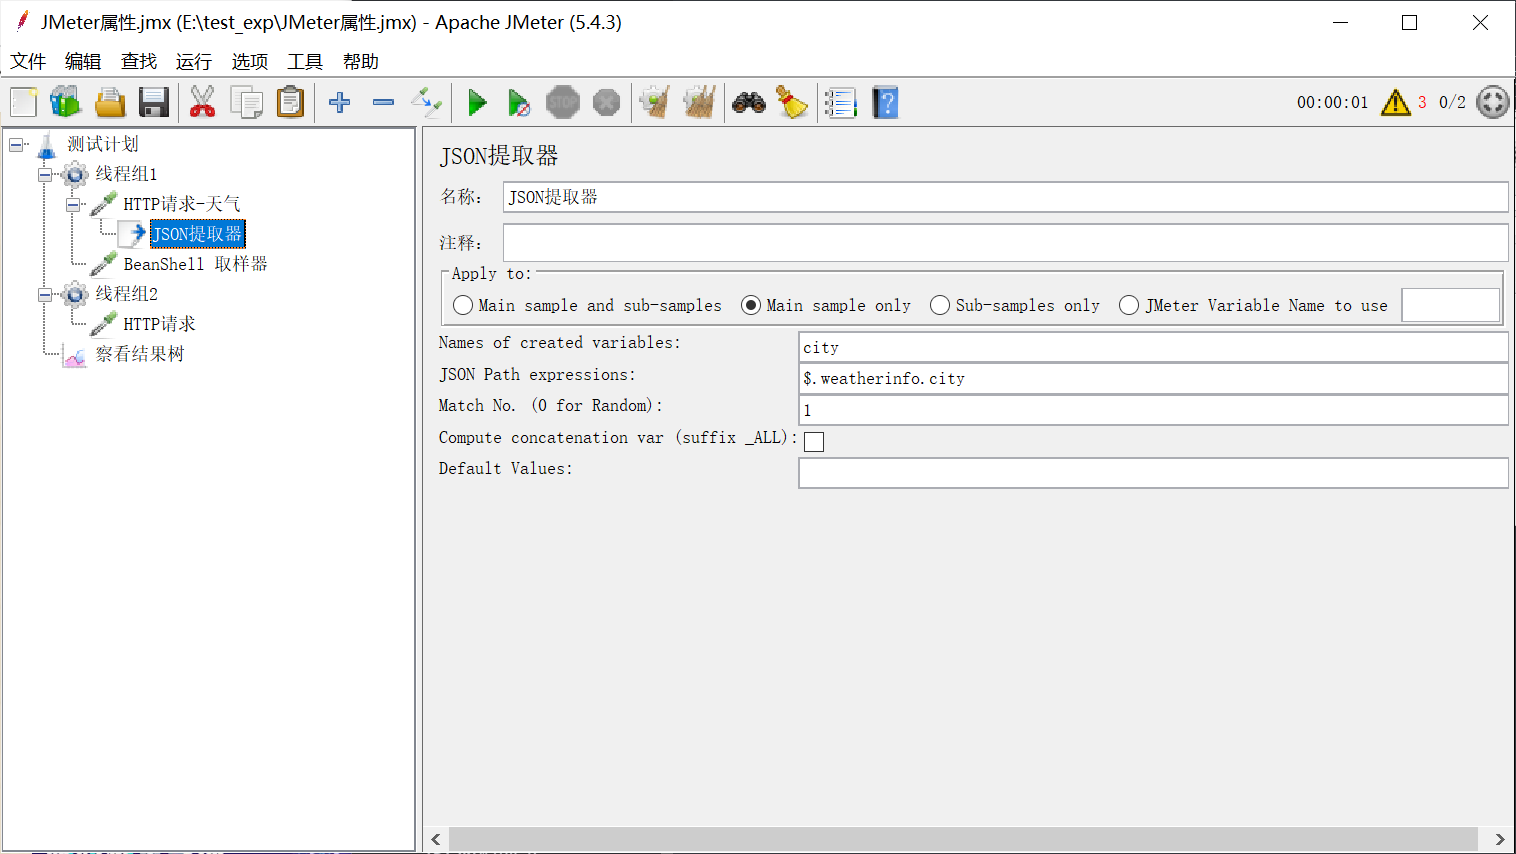 JMeter属性.jmx (E:\test_exp\JMeter属性.jmx) - Apache JMeter (5.4.3)
文件 编辑 查找 运行 选项 工具 帮助
STOP
00:00:01 3 0/2
测试计划
线程组1
HTTP请求-天气
JSON提取器
BeanShell 取样器
线程组2
HTTP请求
察看结果树
JSON提取器
名称: JSON提取器
注释:
Apply to:
Main sample and sub-samples Main sample only Sub-samples only JMeter Variable Name to use
Names of created variables: city
JSON Path expressions: $.weatherinfo.city
Match No. (0 for Random): 1
Compute concatenation var (suffix _ALL):
Default Values: